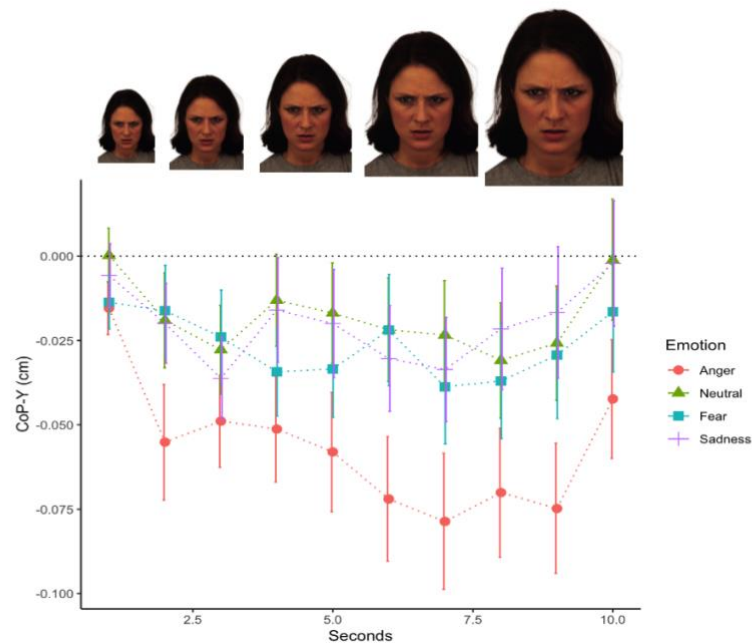 0.000
-0.025
-0.050
-0.075
-0.100
CoP-Y (cm)
2.5
5.0
7.5
10.0
Seconds
Emotion
Anger
Neutral
Fear
Sadness